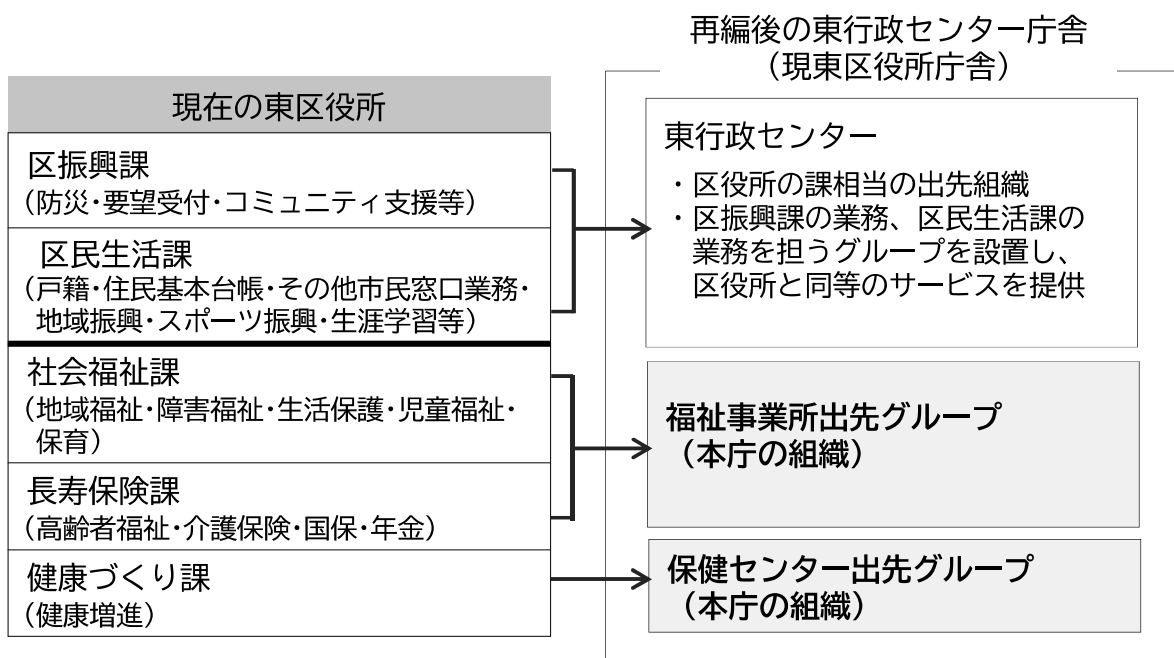 再編後の東行政センター庁舎
（現東区役所庁舎）
現在の東区役所
区振興課
（防災・要望受付・コミュニティ支援等）
区民生活課
（戸籍・住民基本台帳・その他市民窓口業務・
地域振興・スポーツ振興・生涯学習等）
社会福祉課
（地域福祉・障害福祉・生活保護・児童福祉・
保育）
長寿保険課
（高齢者福祉・介護保険・国保・年金）
健康づくり課
（健康増進）
東行政センター
・区役所の課相当の出先組織
・区振興課の業務、区民生活課の
業務を担うグループを設置し、
区役所と同等のサービスを提供
福祉事業所出先グループ
（本庁の組織）
保健センター出先グループ
（本庁の組織）